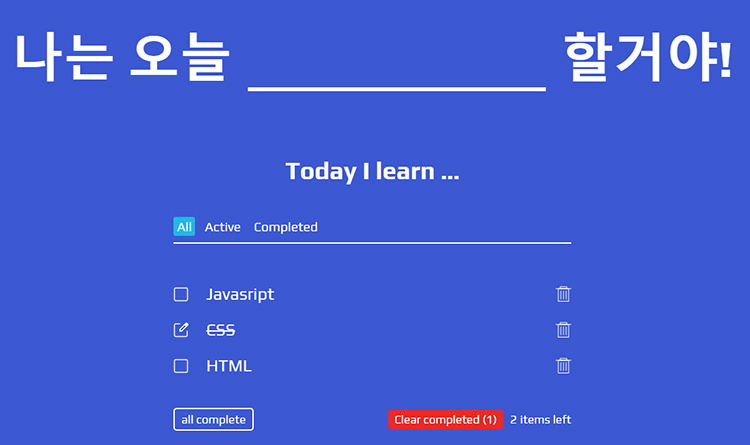 나는 오늘 할거야!
Today I learn ...
All Active Completed
Javasript
CSS
HTML
all complete Clear completed (1) 2 items left